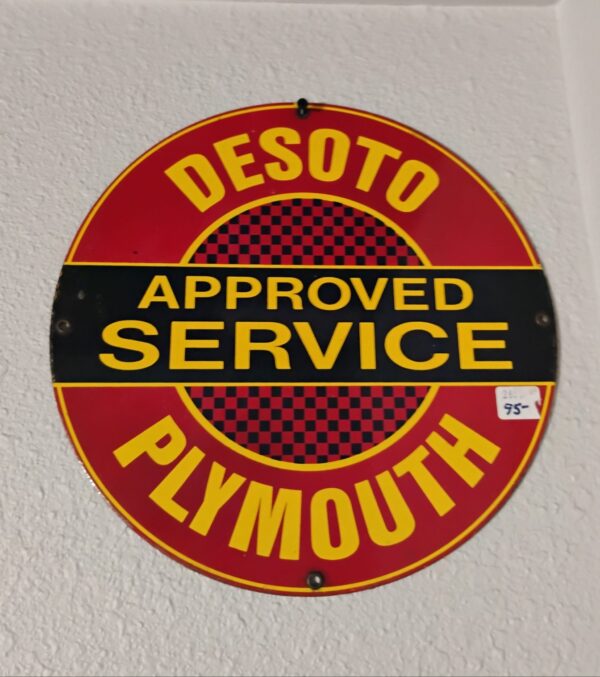 DESOTO
APPROVED
SERVICE
95-
PLYMOUTH